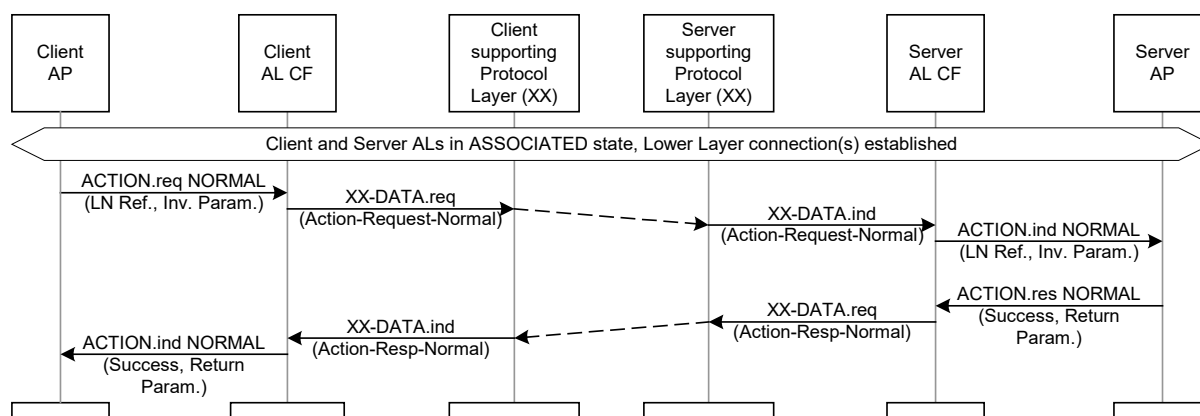 Client
AP
Client
AL CF
Client
supporting
Protocol
Layer (XX)
Server
supporting
Protocol
Layer (XX)
Server
AL CF
Server
AP
Client and Server ALs in ASSOCIATED state, Lower Layer connection(s) established
ACTION.req NORMAL
(LN Ref., Inv. Param.)
XX-DATA.req
(Action-Request-Normal)
XX-DATA.ind
(Action-Request-Normal)
ACTION.ind NORMAL
(LN Ref., Inv. Param.)
ACTION.res NORMAL
(Success, Return
Param.)
XX-DATA.req
(Action-Resp-Normal)
XX-DATA.ind
(Action-Resp-Normal)
ACTION.ind NORMAL
(Success, Return
Param.)